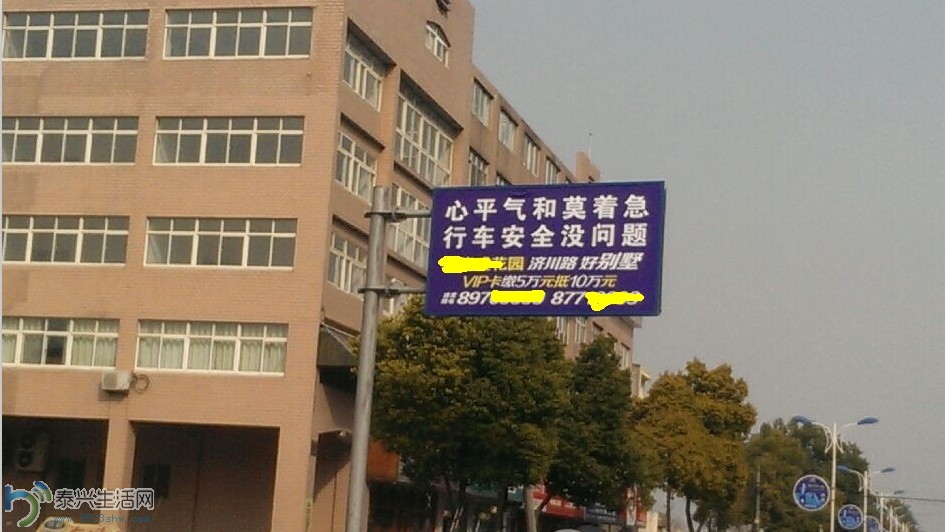 心平气和莫着急
行车安全没问题
花园 济川路 好别墅
VIP卡缴5万元抵10万元
897 877
泰兴生活网